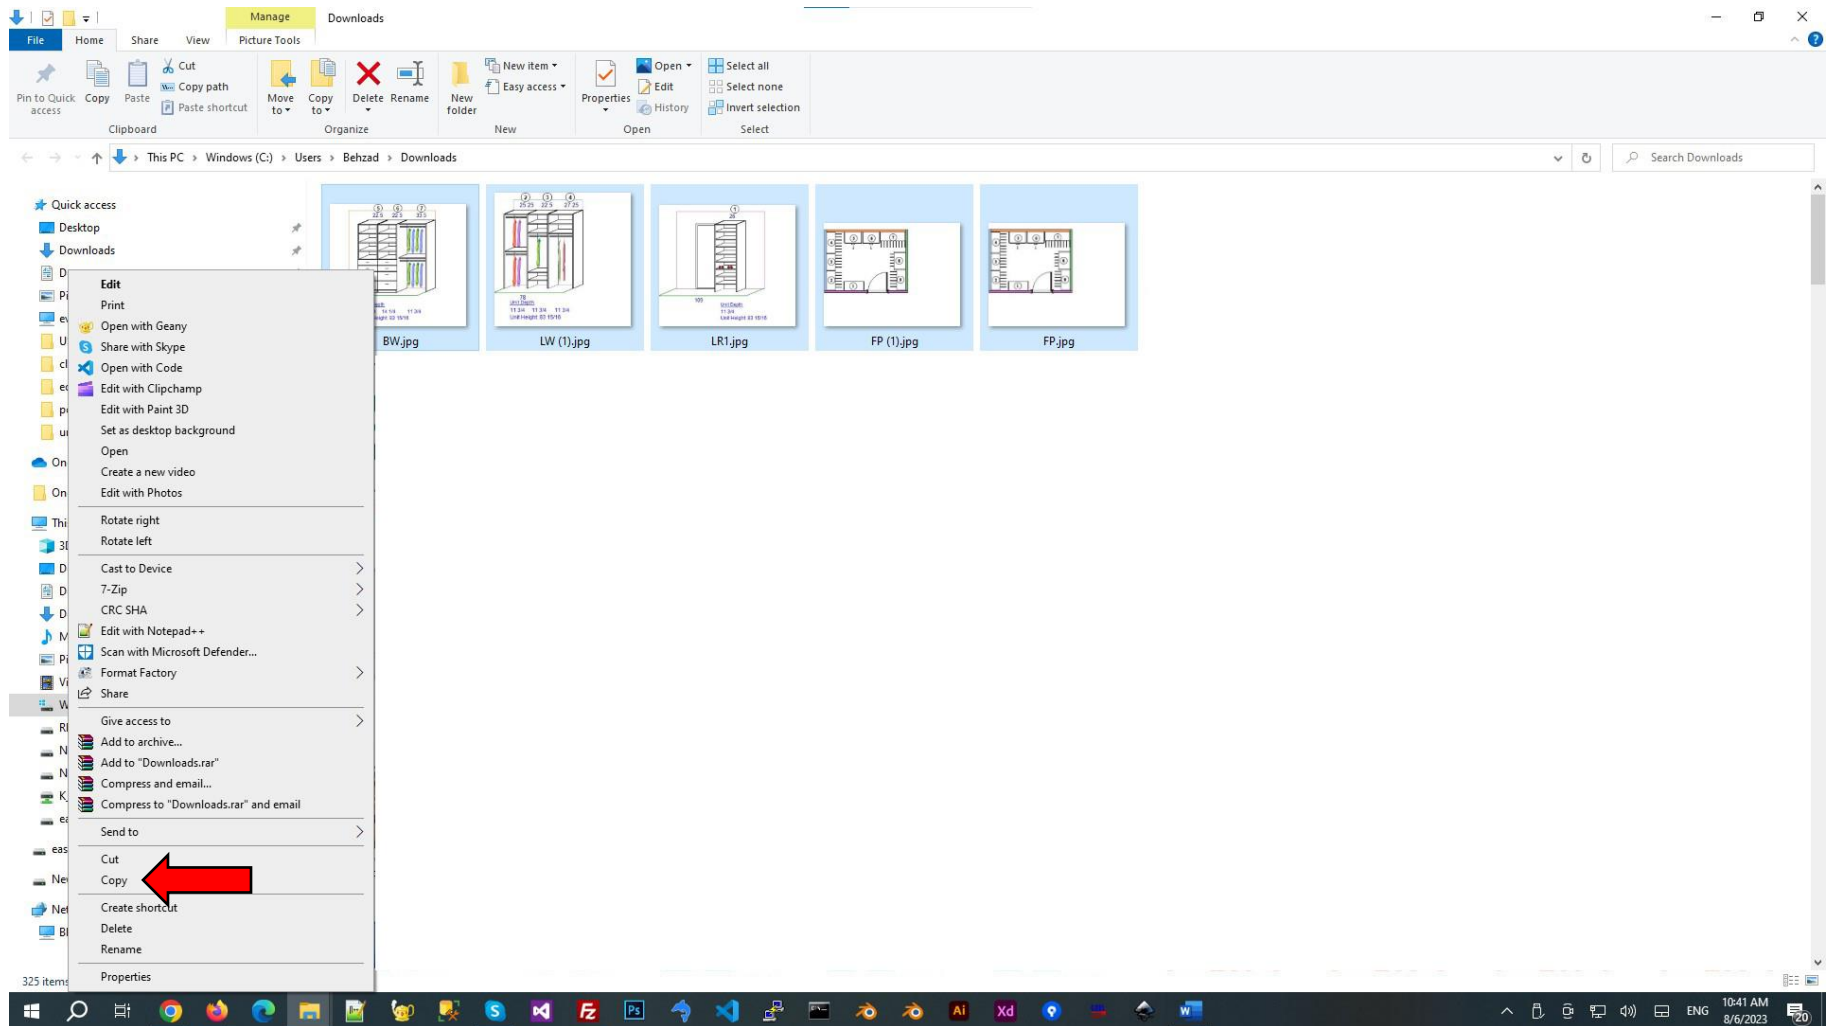 Manage
Downloads
File
Home
Share
View
Picture Tools
Pin to Quick access
Copy
Paste
Cut
Copy path
Paste shortcut
Clipboard
Move to
Copy to
Delete
Rename
Organize
New folder
New item
Easy access
New
Properties
Open
Edit
History
Open
Select all
Select none
Invert selection
Select
This PC > Windows (C:) > Users > Behzad > Downloads
Search Downloads
Quick access
Desktop
Downloads
BW.jpg
LW (1).jpg
LR1.jpg
FP (1).jpg
FP.jpg
Edit
Print
Open with Geany
Share with Skype
Open with Code
Edit with Clipchamp
Edit with Paint 3D
Set as desktop background
Open
Create a new video
Edit with Photos
Rotate right
Rotate left
Cast to Device
7-Zip
CRC SHA
Edit with Notepad++
Scan with Microsoft Defender...
Format Factory
Share
Give access to
Add to archive...
Add to "Downloads.rar"
Compress and email...
Compress to "Downloads.rar" and email
Send to
Cut
Copy
Create shortcut
Delete
Rename
Properties
325 items
ENG
10:41 AM
8/6/2023
20